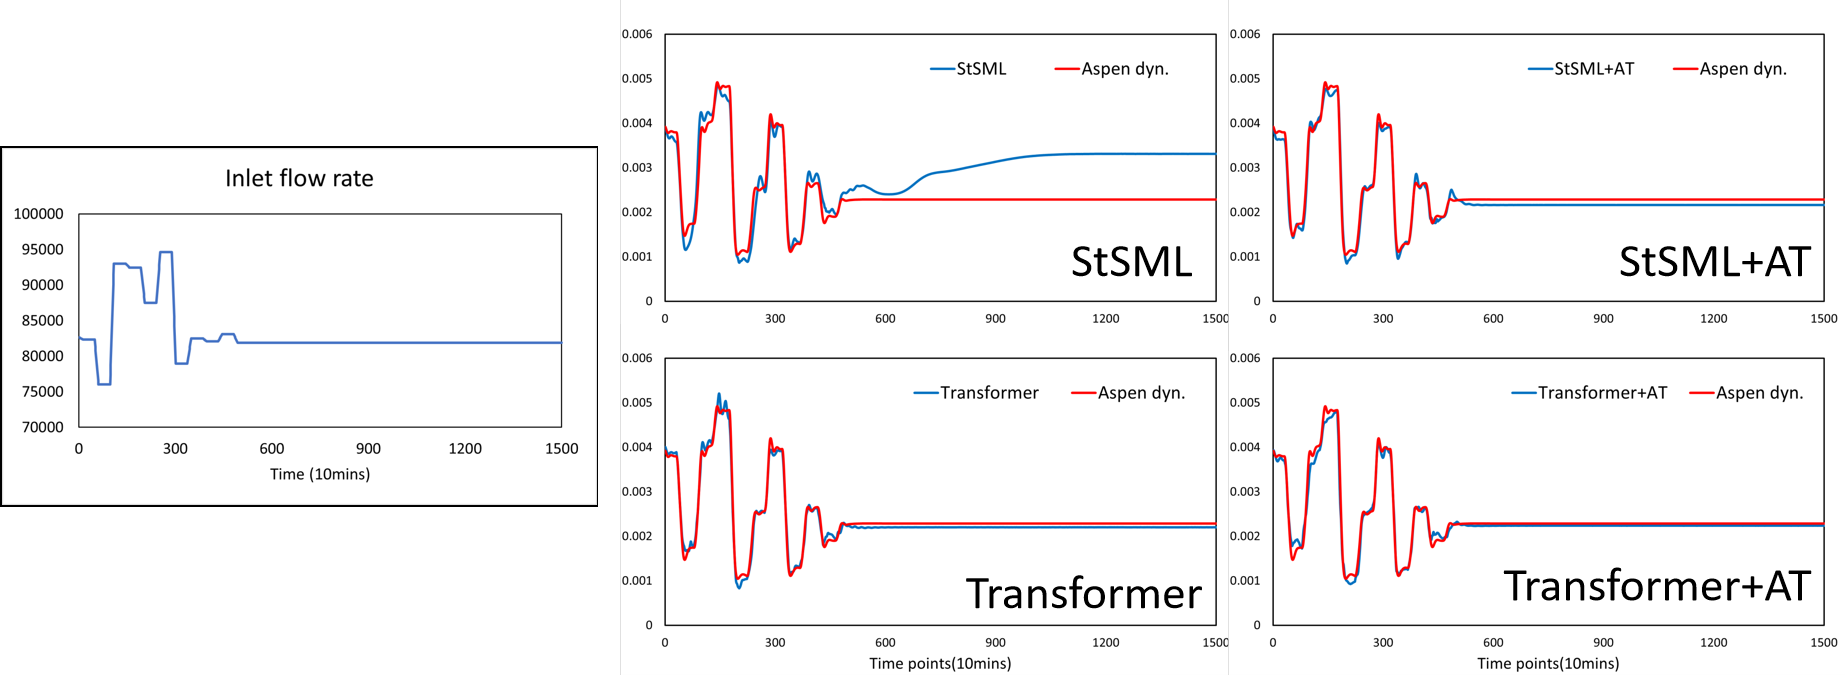 Inlet flow rate
100000
95000
90000
85000
80000
75000
70000
0 300 600 900 1200 1500
Time (10mins)
0.006
0.005
0.004
0.003
0.002
0.001
0
StSML Aspen dyn.
StSML
0 300 600 900 1200 1500
0.006
0.005
0.004
0.003
0.002
0.001
0
StSML+AT Aspen dyn.
StSML+AT
0 300 600 900 1200 1500
0.006
0.005
0.004
0.003
0.002
0.001
0
Transformer Aspen dyn.
Transformer
0 300 600 900 1200 1500
Time points(10mins)
0.006
0.005
0.004
0.003
0.002
0.001
0
Transformer+AT Aspen dyn.
Transformer+AT
0 300 600 900 1200 1500
Time points(10mins)